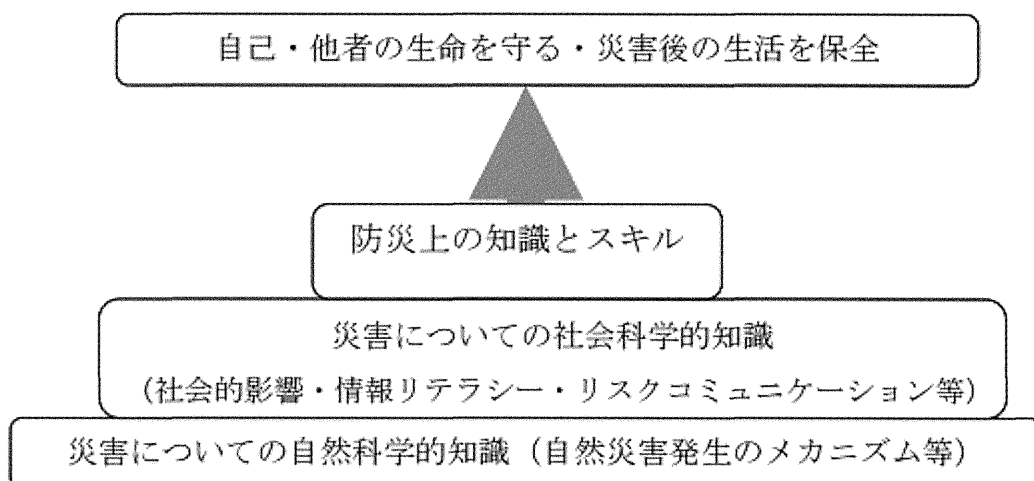 自己・他者の生命を守る・災害後の生活を保全
防災上の知識とスキル
災害についての社会科学的知識
（社会的影響・情報リテラシー・リスクコミュニケーション等）
災害についての自然科学的知識（自然災害発生のメカニズム等）